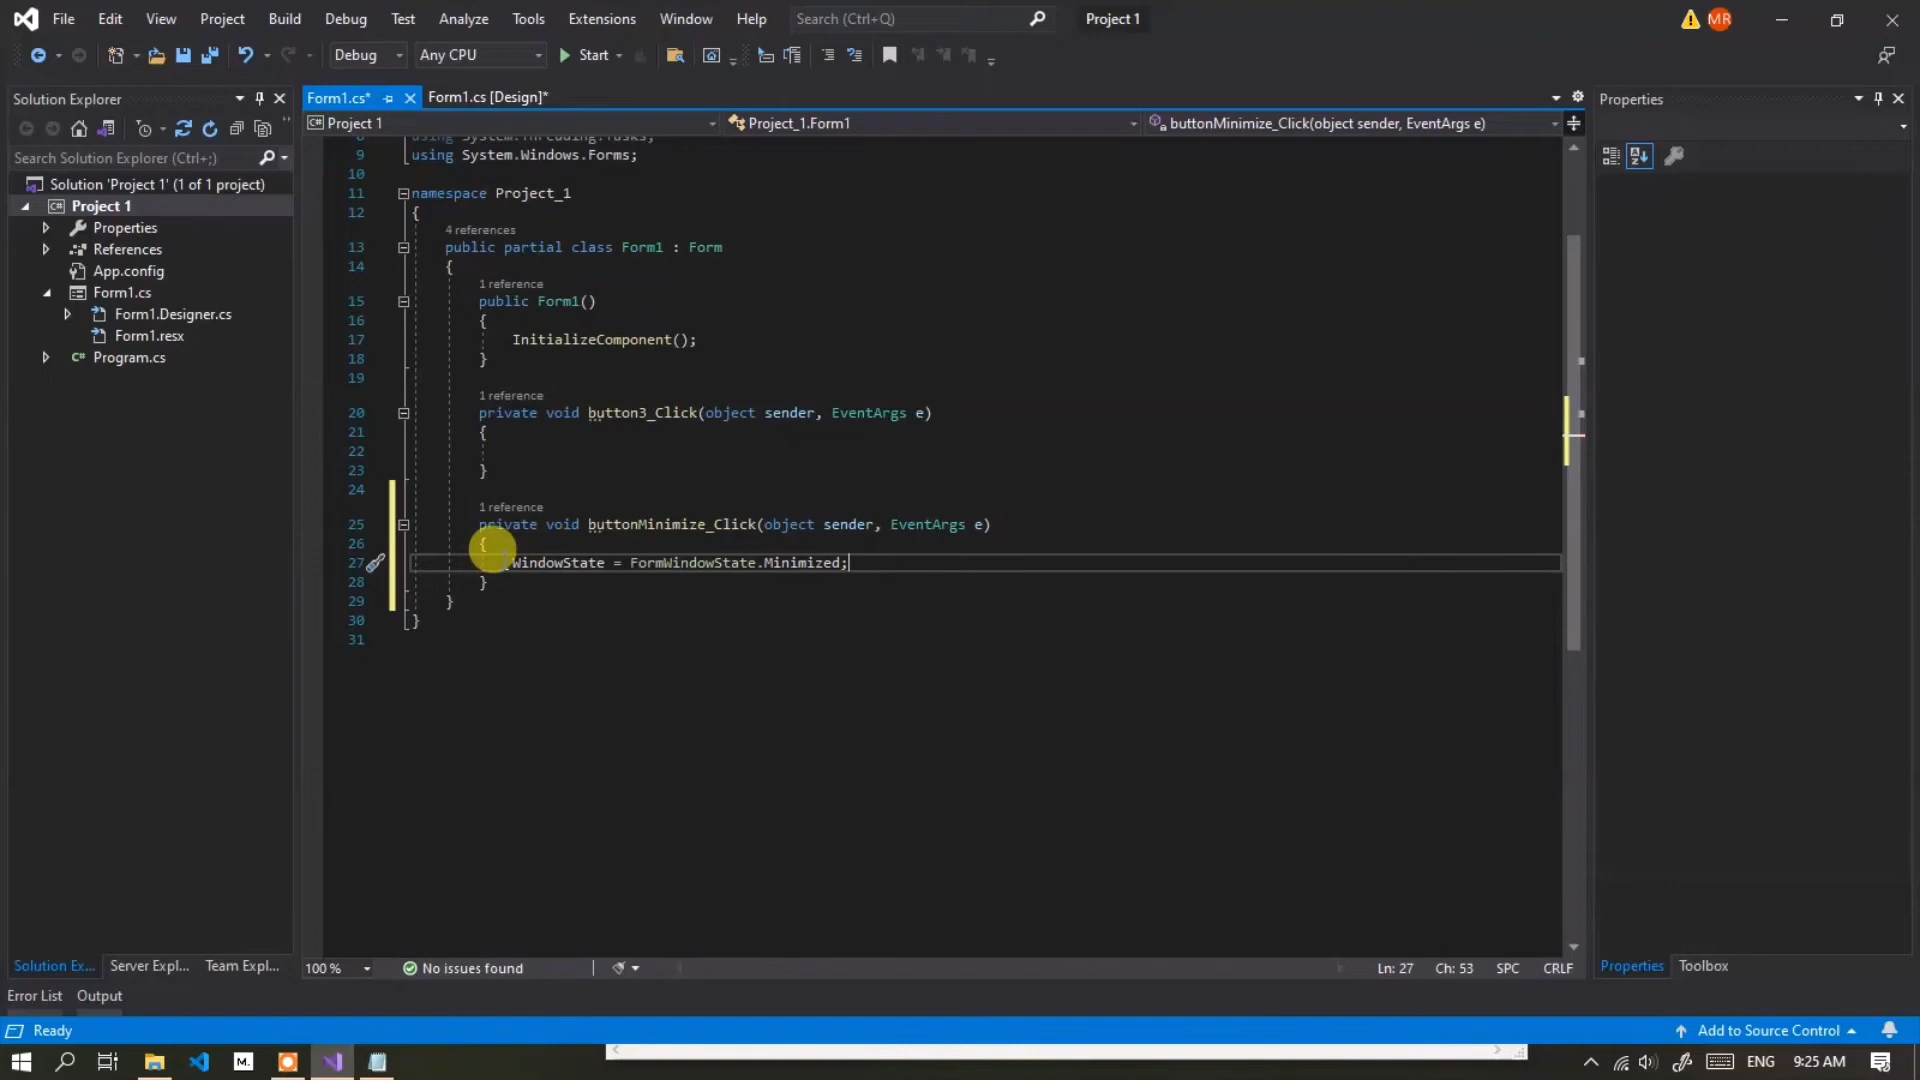 File Edit View Project Build Debug Test Analyze Tools Extensions Window Help Search (Ctrl+Q) Project 1 MR
Debug Any CPU Start
Solution Explorer
Search Solution Explorer (Ctrl+;)
Solution 'Project 1' (1 of 1 project)
C# Project 1
Properties
References
App.config
Form1.cs
Form1.Designer.cs
Form1.resx
C# Program.cs
Form1.cs* Form1.cs [Design]*
C# Project 1 Project_1.Form1 buttonMinimize_Click(object sender, EventArgs e)
8 using System.Threading.Tasks;
9 using System.Windows.Forms;
10
11 namespace Project_1
12 {
4 references
13 public partial class Form1 : Form
14 {
1 reference
15 public Form1()
16 {
17 InitializeComponent();
18 }
19
1 reference
20 private void button3_Click(object sender, EventArgs e)
21 {
22
23 }
24
1 reference
25 private void buttonMinimize_Click(object sender, EventArgs e)
26 {
27 WindowState = FormWindowState.Minimized;
28 }
29 }
30 }
31
Properties
Solution Ex... Server Expl... Team Expl...
100 % No issues found Ln: 27 Ch: 53 SPC CRLF
Properties Toolbox
Error List Output
Ready Add to Source Control
M. ENG 9:25 AM